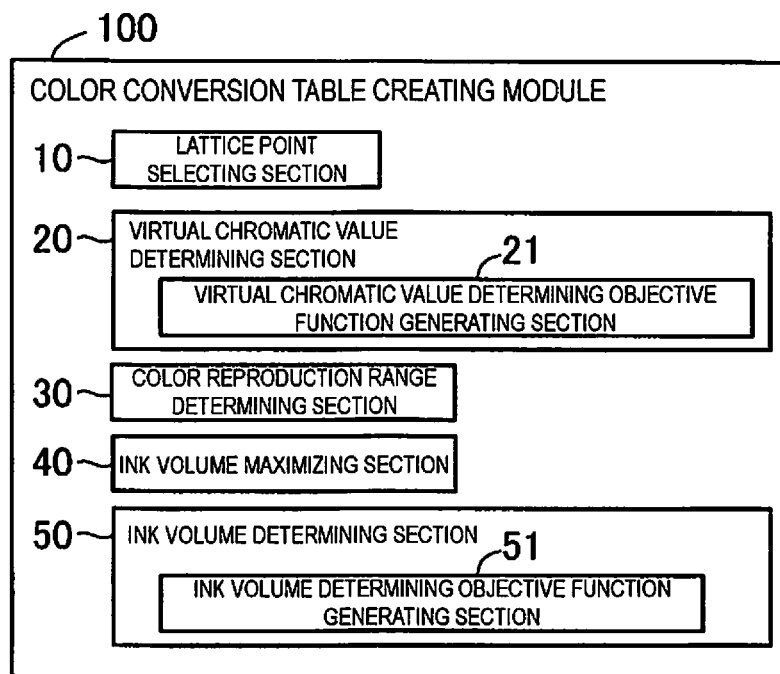 100
COLOR CONVERSION TABLE CREATING MODULE
10
LATTICE POINT
SELECTING SECTION
20
VIRTUAL CHROMATIC VALUE
DETERMINING SECTION
21
VIRTUAL CHROMATIC VALUE DETERMINING OBJECTIVE
FUNCTION GENERATING SECTION
30
COLOR REPRODUCTION RANGE
DETERMINING SECTION
40
INK VOLUME MAXIMIZING SECTION
50
INK VOLUME DETERMINING SECTION
51
INK VOLUME DETERMINING OBJECTIVE FUNCTION
GENERATING SECTION